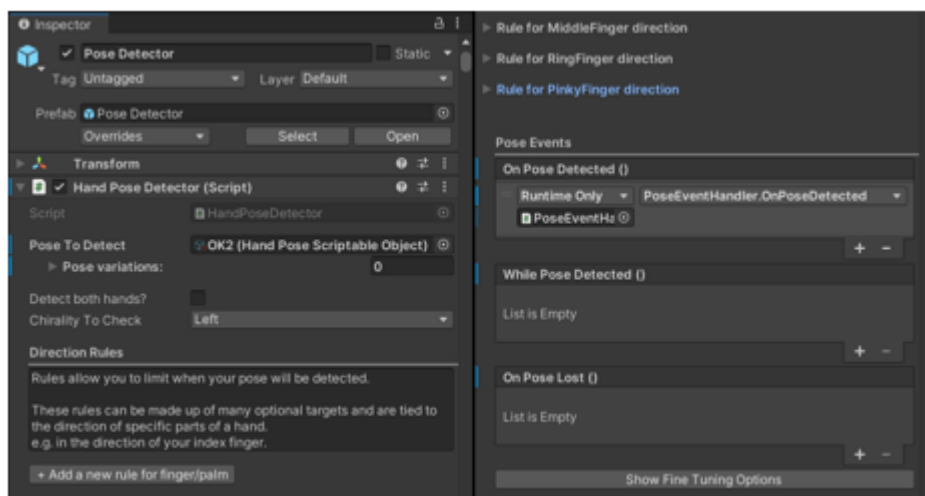 Inspector
Pose Detector
Static
Tag Untagged
Layer Default
Prefab Pose Detector
Overrides
Select
Open
Transform
Hand Pose Detector (Script)
Script
HandPoseDetector
Pose To Detect
OK2 (Hand Pose Scriptable Object)
Pose variations:
0
Detect both hands?
Chirality To Check
Left
Direction Rules
Rules allow you to limit when your pose will be detected.
These rules can be made up of many optional targets and are tied to
the direction of specific parts of a hand.
e.g. in the direction of your index finger.
+ Add a new rule for finger/palm
Rule for MiddleFinger direction
Rule for RingFinger direction
Rule for PinkyFinger direction
Pose Events
On Pose Detected ()
Runtime Only
PoseEventHandler.OnPoseDetected
PoseEventHa
+ -
While Pose Detected ()
List is Empty
+ -
On Pose Lost ()
List is Empty
+ -
Show Fine Tuning Options